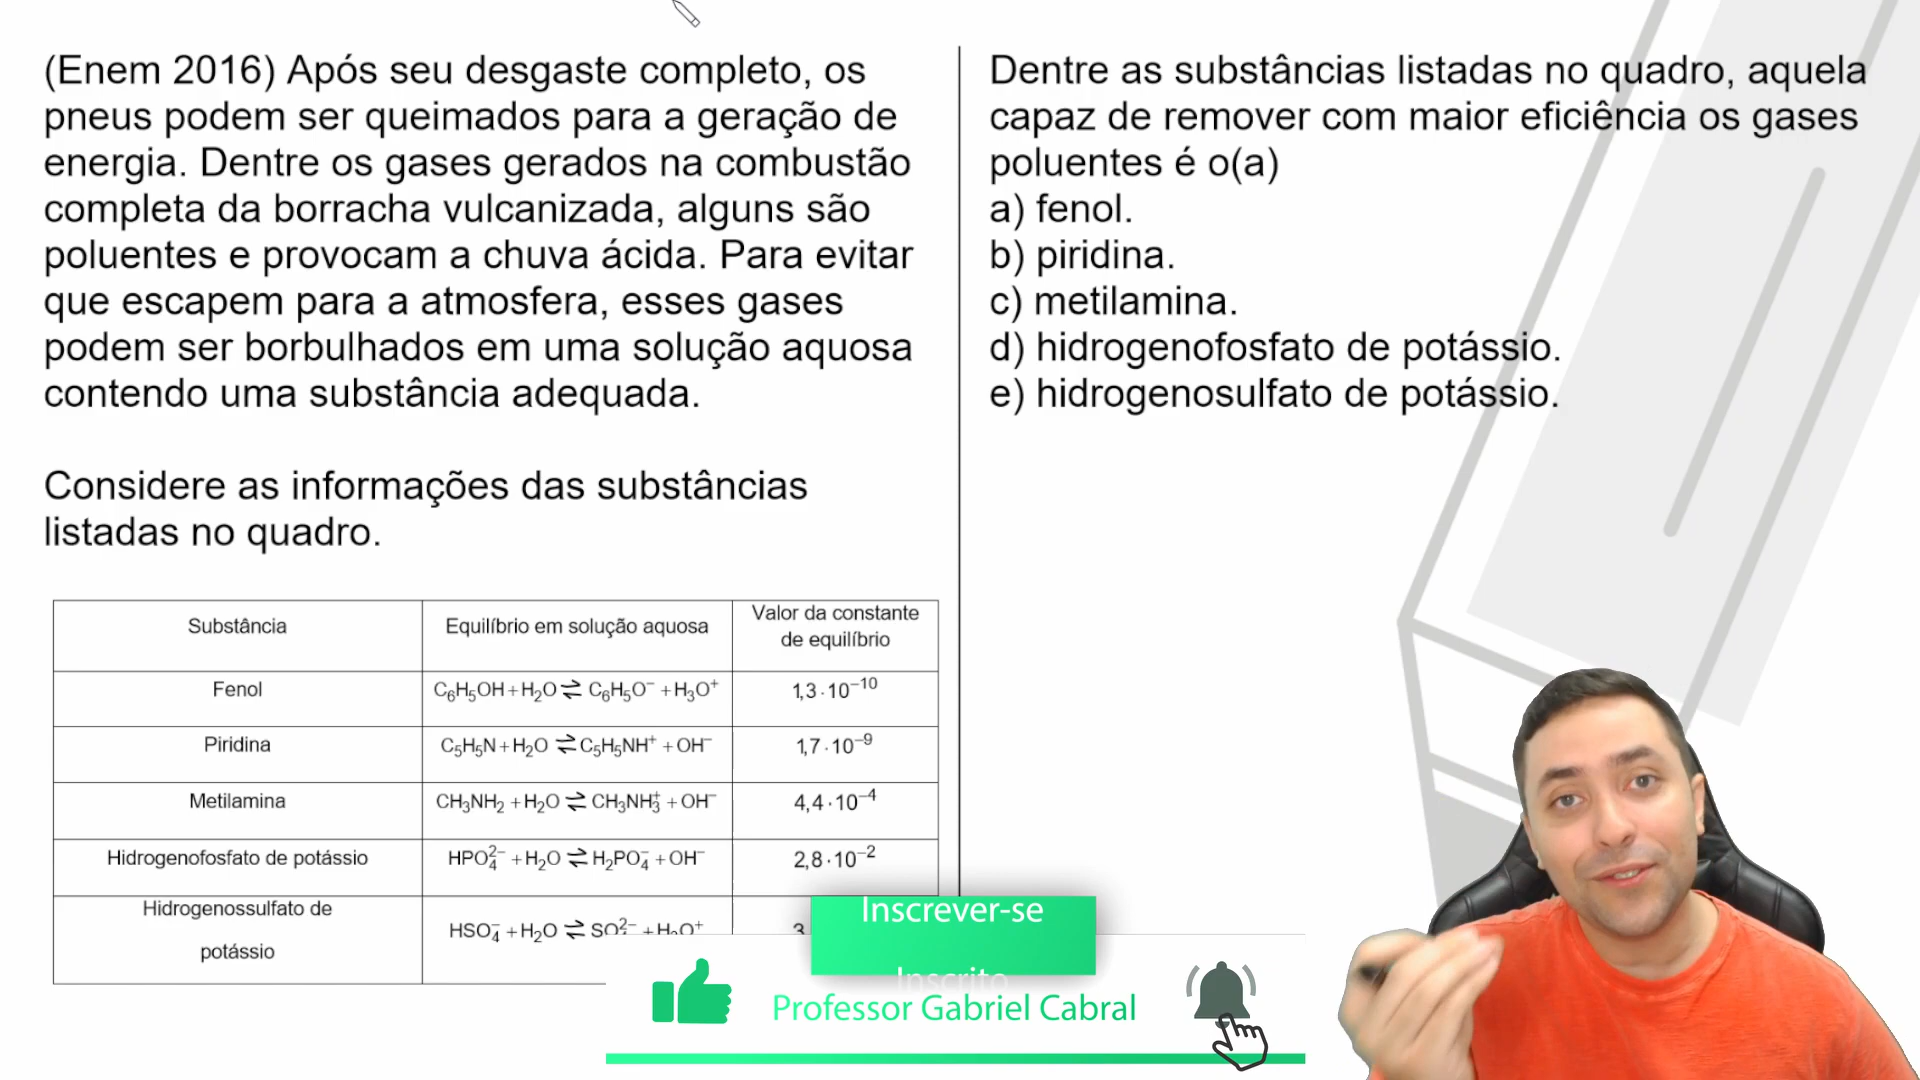 (Enem 2016) Após seu desgaste completo, os
pneus podem ser queimados para a geração de
energia. Dentre os gases gerados na combustão
completa da borracha vulcanizada, alguns são
poluentes e provocam a chuva ácida. Para evitar
que escapem para a atmosfera, esses gases
podem ser borbulhados em uma solução aquosa
contendo uma substância adequada.
Considere as informações das substâncias
listadas no quadro.
Substância Equilíbrio em solução aquosa Valor da constante de equilíbrio
Fenol C₆H₅OH + H₂O ⇌ C₆H₅O⁻ + H₃O⁺ 1,3·10⁻¹⁰
Piridina C₅H₅N + H₂O ⇌ C₅H₅NH⁺ + OH⁻ 1,7·10⁻⁹
Metilamina CH₃NH₂ + H₂O ⇌ CH₃NH₃⁺ + OH⁻ 4,4·10⁻⁴
Hidrogenofosfato de potássio HPO₄²⁻ + H₂O ⇌ H₂PO₄⁻ + OH⁻ 2,8·10⁻²
Hidrogenossulfato de
potássio HSO₄⁻ + H₂O ⇌ SO₄²⁻ + H₃O⁺ 3
Dentre as substâncias listadas no quadro, aquela
capaz de remover com maior eficiência os gases
poluentes é o(a)
a) fenol.
b) piridina.
c) metilamina.
d) hidrogenofosfato de potássio.
e) hidrogenosulfato de potássio.
Inscrever-se
Inscrito
Professor Gabriel Cabral